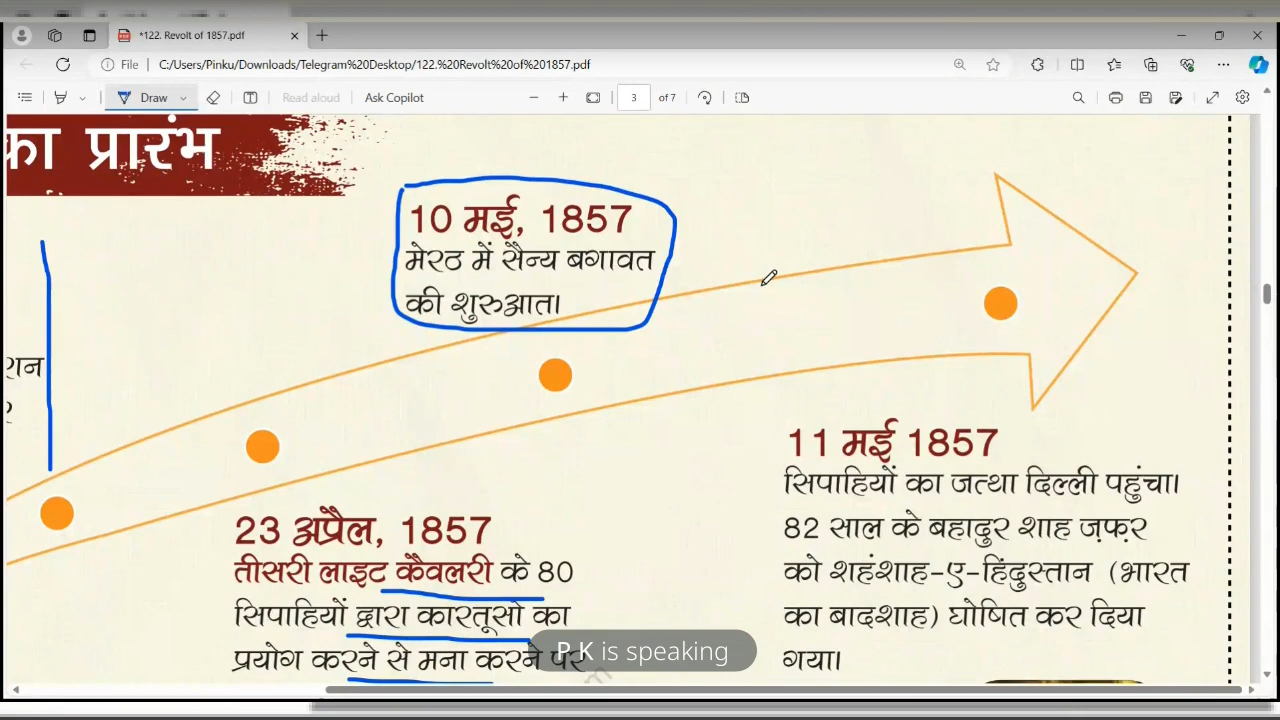 *122. Revolt of 1857.pdf
File
C:/Users/Pinku/Downloads/Telegram%20Desktop/122.%20Revolt%20of%201857.pdf
Draw
Read aloud
Ask Copilot
3 of 7
का प्रारंभ
10 मई, 1857
मेरठ में सैन्य बगावत
की शुरुआत।
11 मई 1857
सिपाहियों का जत्था दिल्ली पहुंचा।
82 साल के बहादुर शाह ज़फ़र
को शहंशाह-ए-हिंदुस्तान (भारत
का बादशाह) घोषित कर दिया
गया।
23 अप्रैल, 1857
तीसरी लाइट कैवलरी के 80
सिपाहियों द्वारा कारतूसों का
प्रयोग करने से मना करने पर
P K is speaking